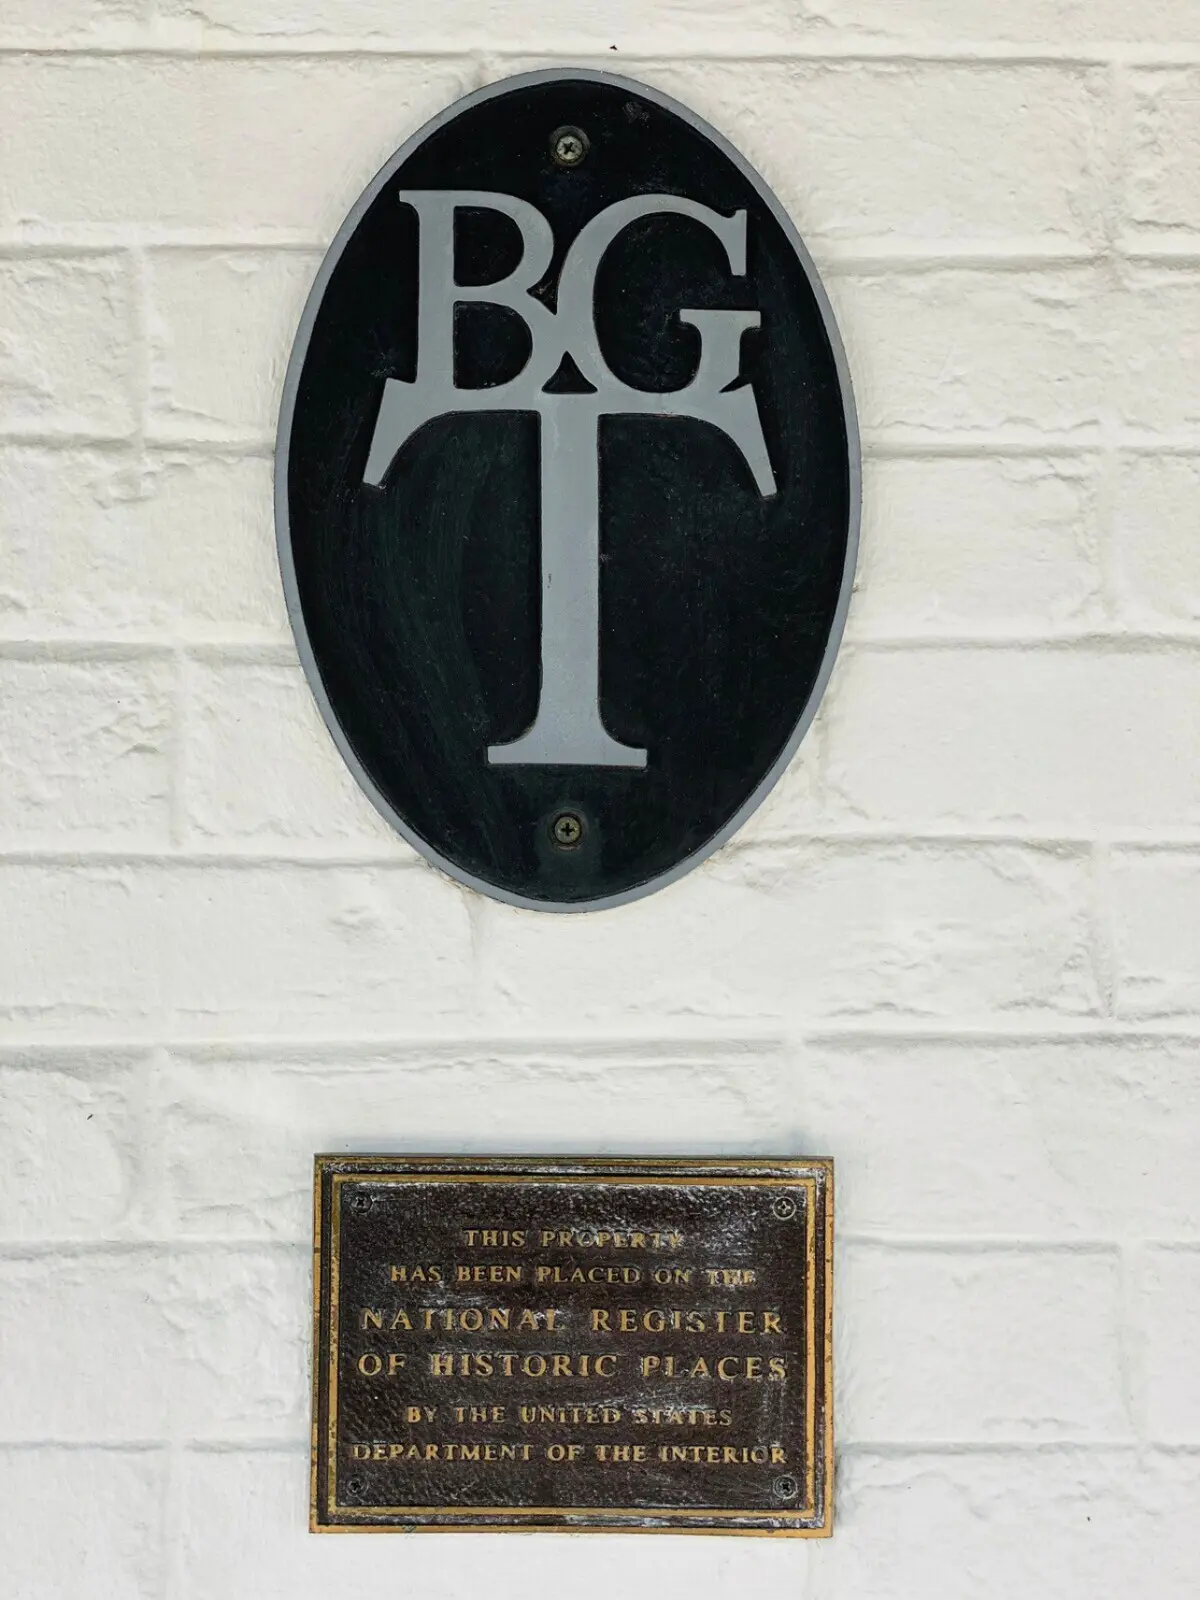 BG
T
THIS PROPERTY
HAS BEEN PLACED ON THE
NATIONAL REGISTER
OF HISTORIC PLACES
BY THE UNITED STATES
DEPARTMENT OF THE INTERIOR